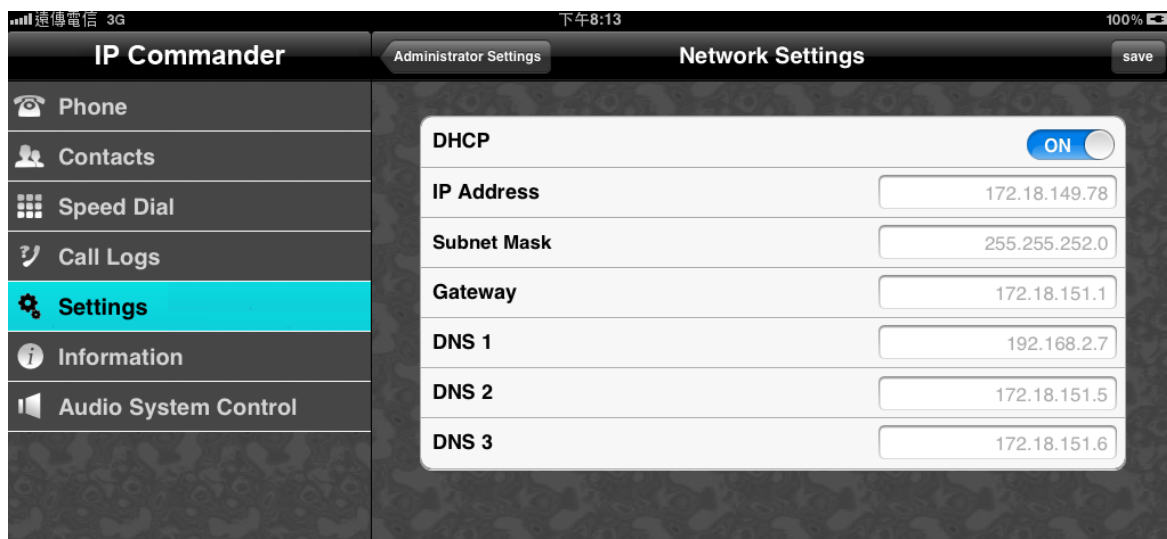 遠傳電信 3G 下午8:13 100%
IP Commander
Administrator Settings Network Settings save
Phone
Contacts
Speed Dial
Call Logs
Settings
Information
Audio System Control
DHCP ON
IP Address 172.18.149.78
Subnet Mask 255.255.252.0
Gateway 172.18.151.1
DNS 1 192.168.2.7
DNS 2 172.18.151.5
DNS 3 172.18.151.6